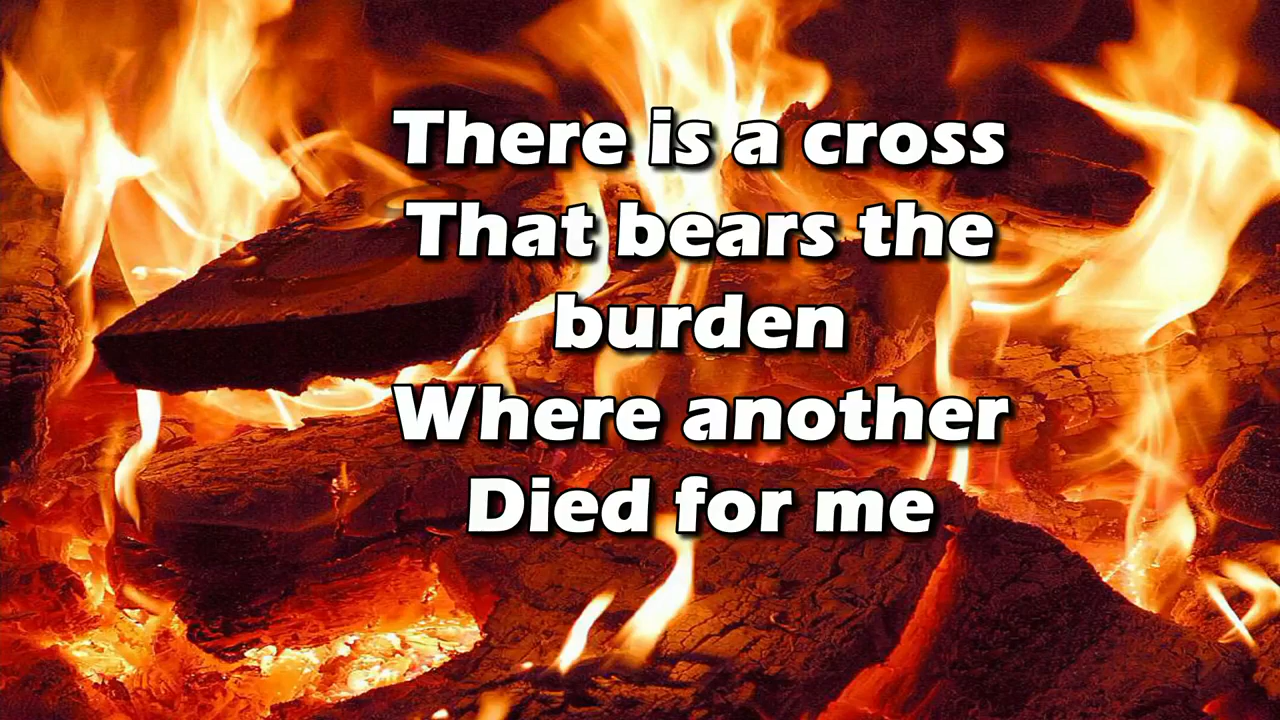 There is a cross
That bears the
burden
Where another
Died for me